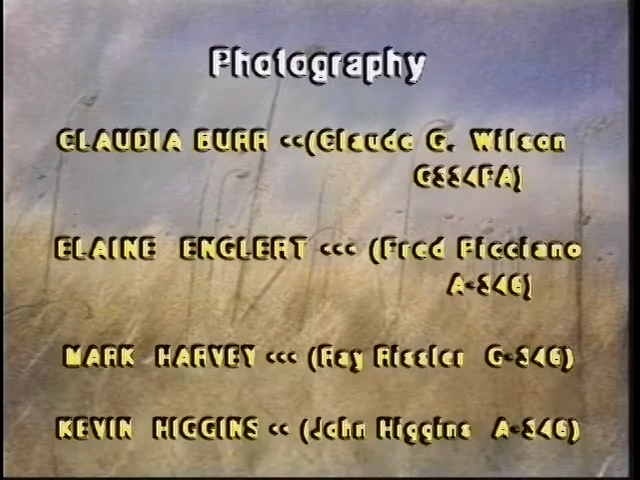 Photography
CLAUDIA BURR <<(Claude G. Wilson
G334FA)
ELAINE ENGLERT <<< (Fred Picciano
A-346)
MARK HARVEY <<< (Ray Rissler G-346)
KEVIN HIGGINS << (John Higgins A-346)